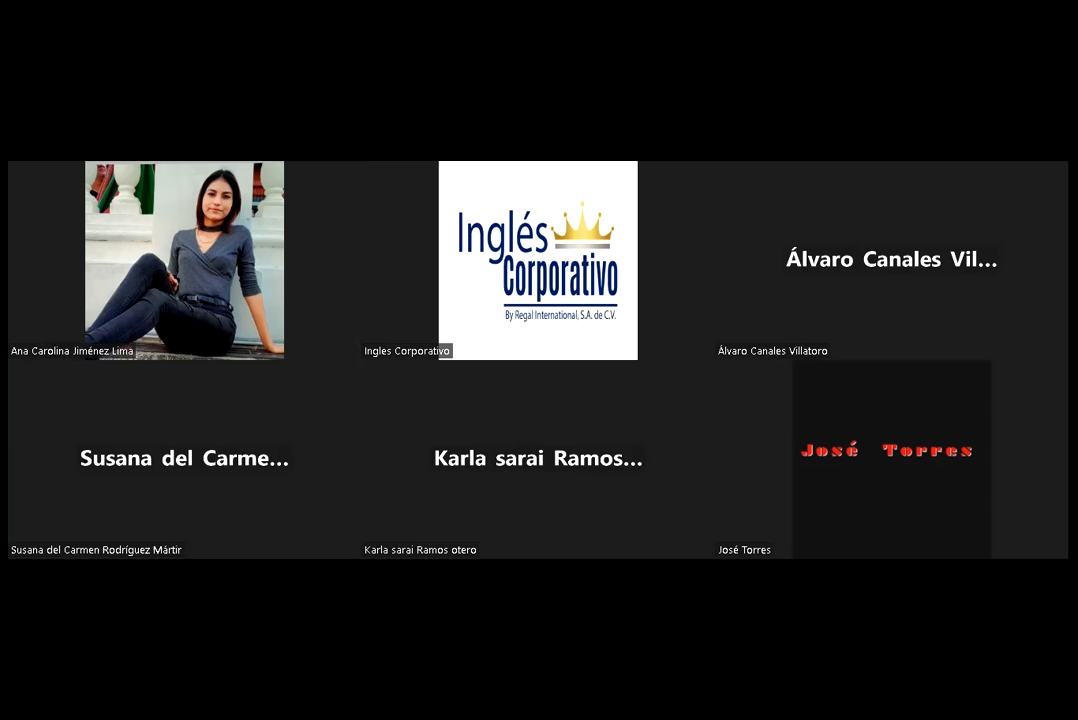 Inglés
Corporativo
By Regal International, S.A. de C.V.
Álvaro Canales Vil...
Ana Carolina Jiménez Lima
Ingles Corporativo
Álvaro Canales Villatoro
Susana del Carme...
Karla sarai Ramos...
José Torres
Susana del Carmen Rodríguez Mártir
Karla sarai Ramos otero
José Torres